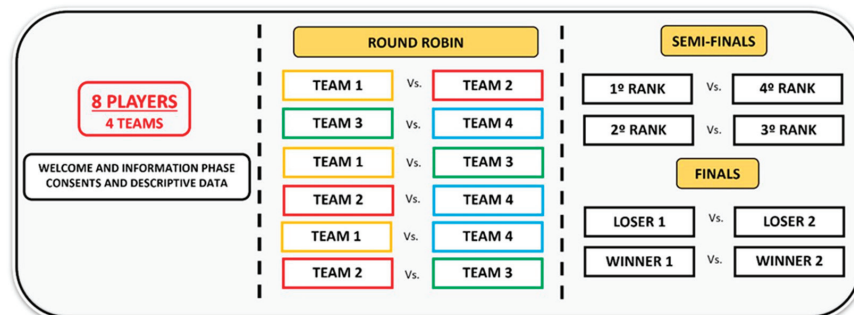 8 PLAYERS
4 TEAMS
WELCOME AND INFORMATION PHASE
CONSENTS AND DESCRIPTIVE DATA
ROUND ROBIN
TEAM 1 Vs. TEAM 2
TEAM 3 Vs. TEAM 4
TEAM 1 Vs. TEAM 3
TEAM 2 Vs. TEAM 4
TEAM 1 Vs. TEAM 4
TEAM 2 Vs. TEAM 3
SEMI-FINALS
1º RANK Vs. 4º RANK
2º RANK Vs. 3º RANK
FINALS
LOSER 1 Vs. LOSER 2
WINNER 1 Vs. WINNER 2